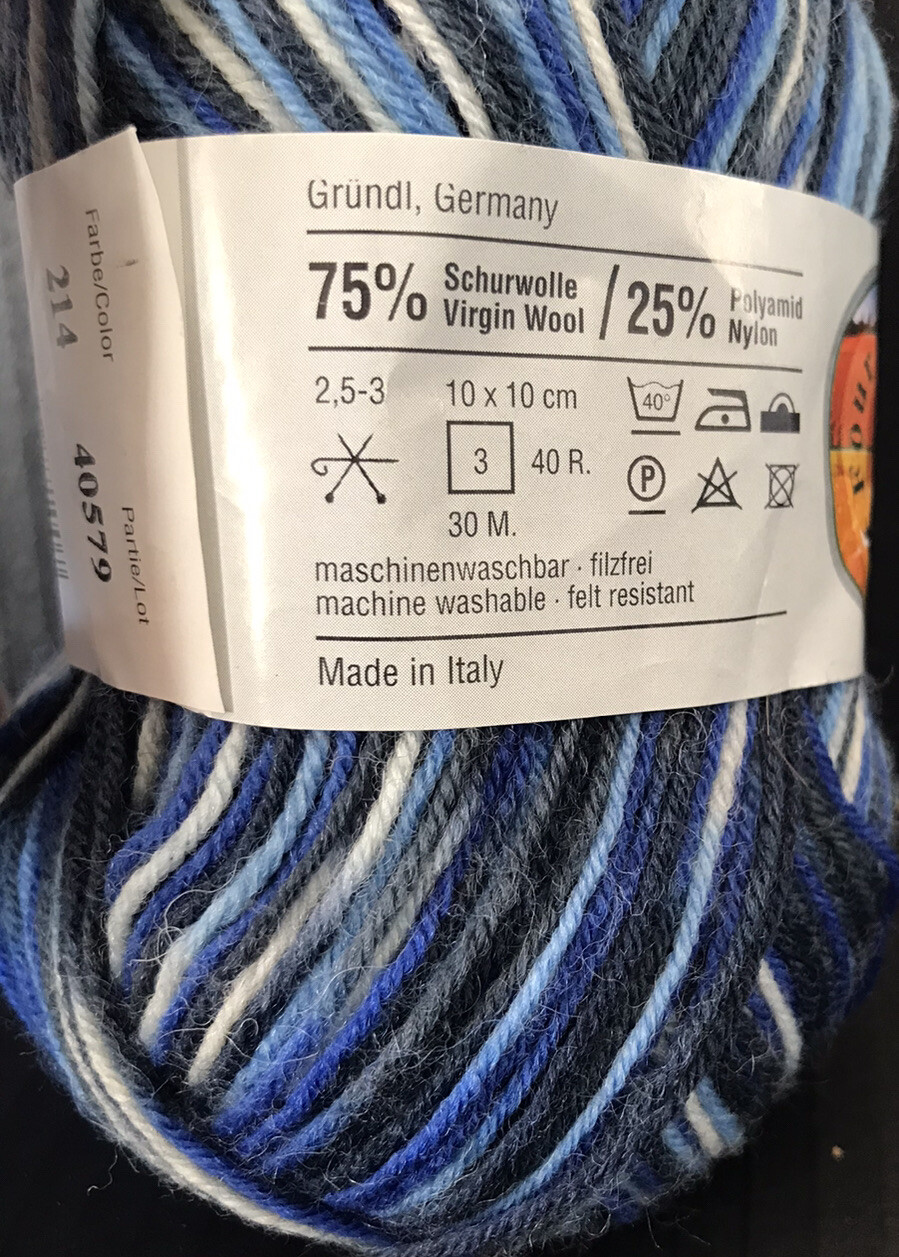 Gründl, Germany
75% Schurwolle / 25% Polyamid
Virgin Wool Nylon
2,5-3 10 x 10 cm 40°
3 40 R. P
30 M.
maschinenwaschbar · filzfrei
machine washable · felt resistant
Made in Italy
Farbe/Color
214
Partie/Lot
40579